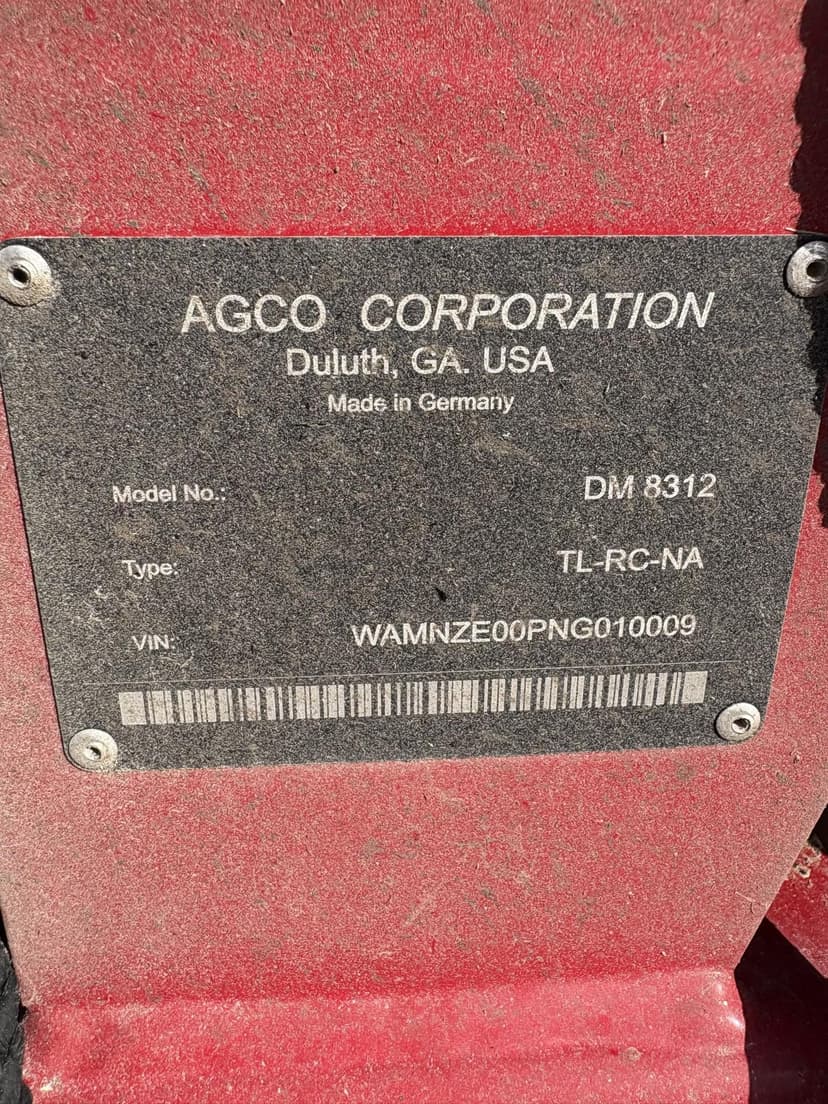 AGCO CORPORATION
Duluth, GA. USA
Made in Germany
Model No.: DM 8312
Type: TL-RC-NA
VIN: WAMNZE00PNG010009